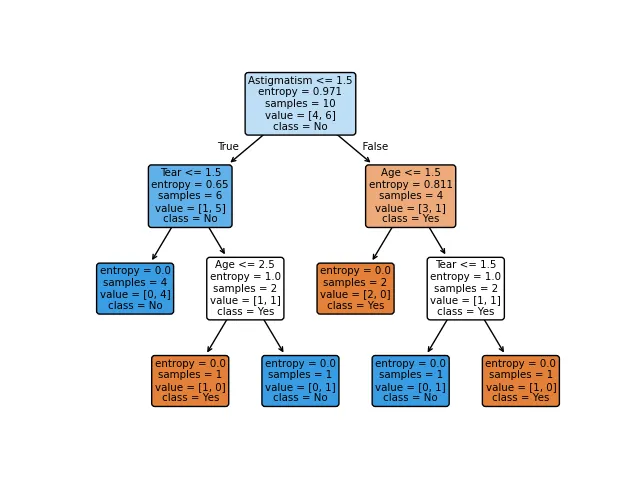 Astigmatism <= 1.5
entropy = 0.971
samples = 10
value = [4, 6]
class = No
True
False
Tear <= 1.5
entropy = 0.65
samples = 6
value = [1, 5]
class = No
Age <= 1.5
entropy = 0.811
samples = 4
value = [3, 1]
class = Yes
entropy = 0.0
samples = 4
value = [0, 4]
class = No
Age <= 2.5
entropy = 1.0
samples = 2
value = [1, 1]
class = Yes
entropy = 0.0
samples = 2
value = [2, 0]
class = Yes
Tear <= 1.5
entropy = 1.0
samples = 2
value = [1, 1]
class = Yes
entropy = 0.0
samples = 1
value = [1, 0]
class = Yes
entropy = 0.0
samples = 1
value = [0, 1]
class = No
entropy = 0.0
samples = 1
value = [0, 1]
class = No
entropy = 0.0
samples = 1
value = [1, 0]
class = Yes